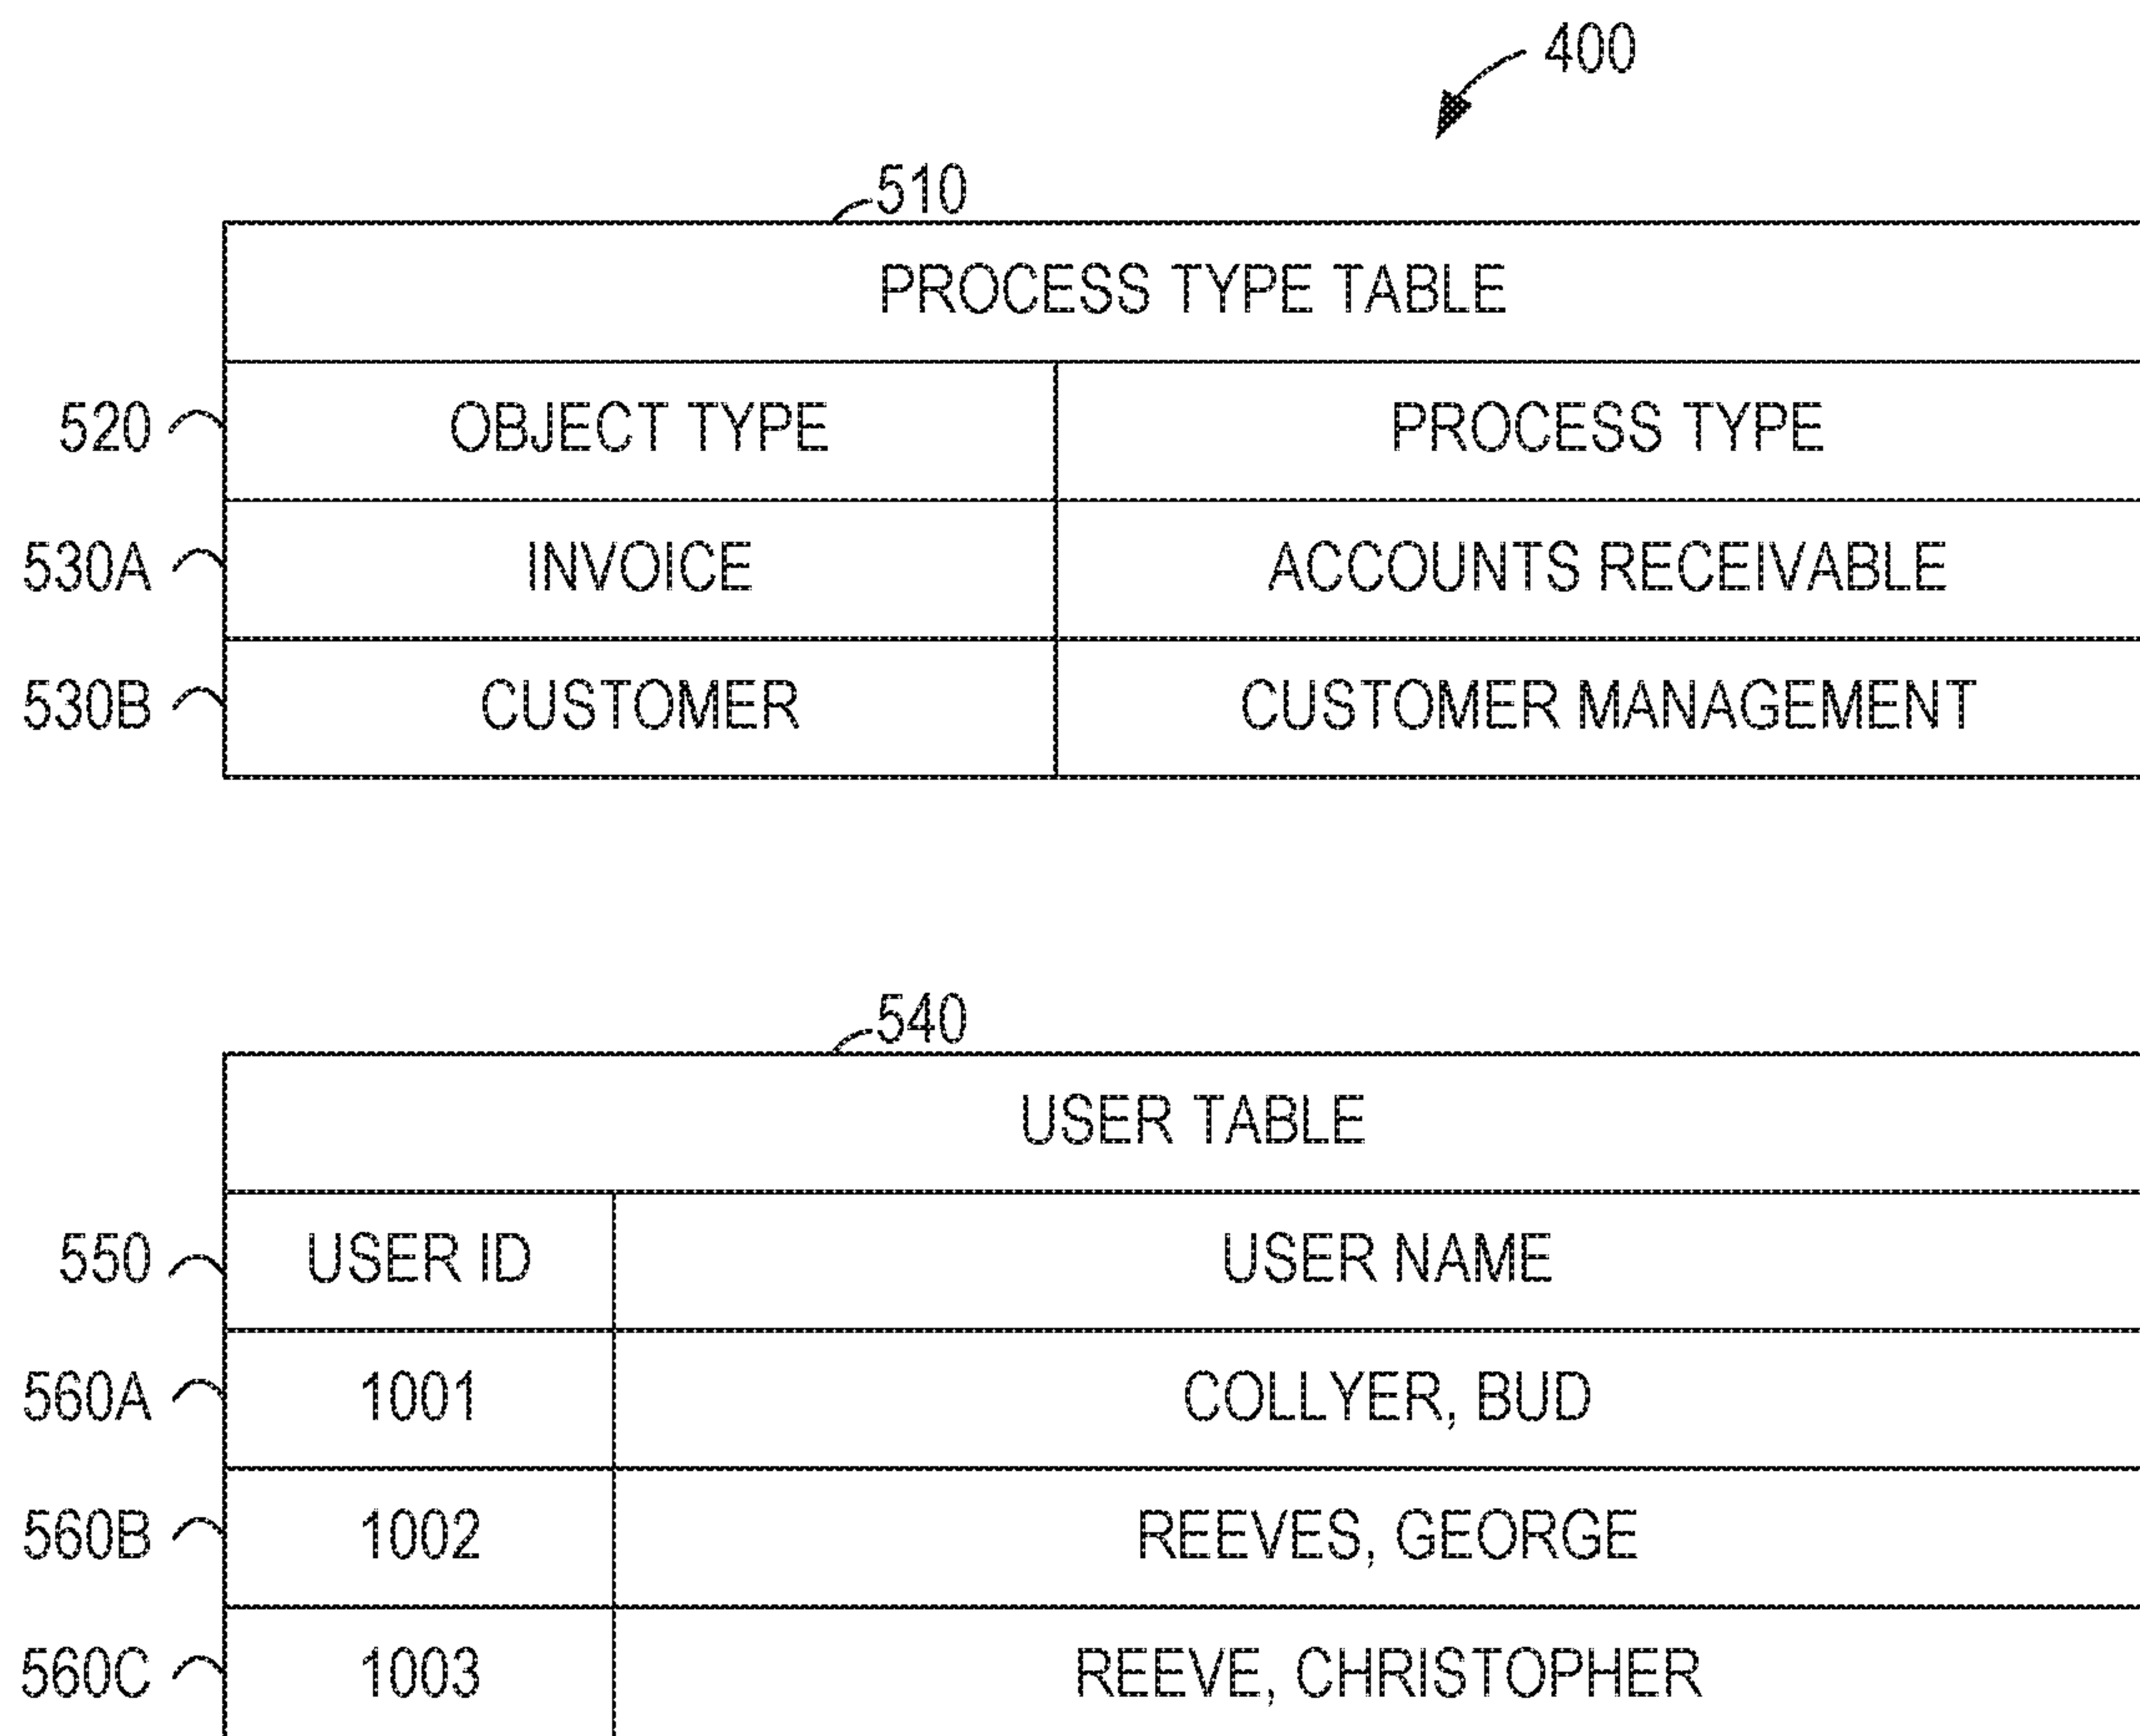 400
510
PROCESS TYPE TABLE
520 OBJECT TYPE PROCESS TYPE
530A INVOICE ACCOUNTS RECEIVABLE
530B CUSTOMER CUSTOMER MANAGEMENT
540
USER TABLE
550 USER ID USER NAME
560A 1001 COLLYER, BUD
560B 1002 REEVES, GEORGE
560C 1003 REEVE, CHRISTOPHER